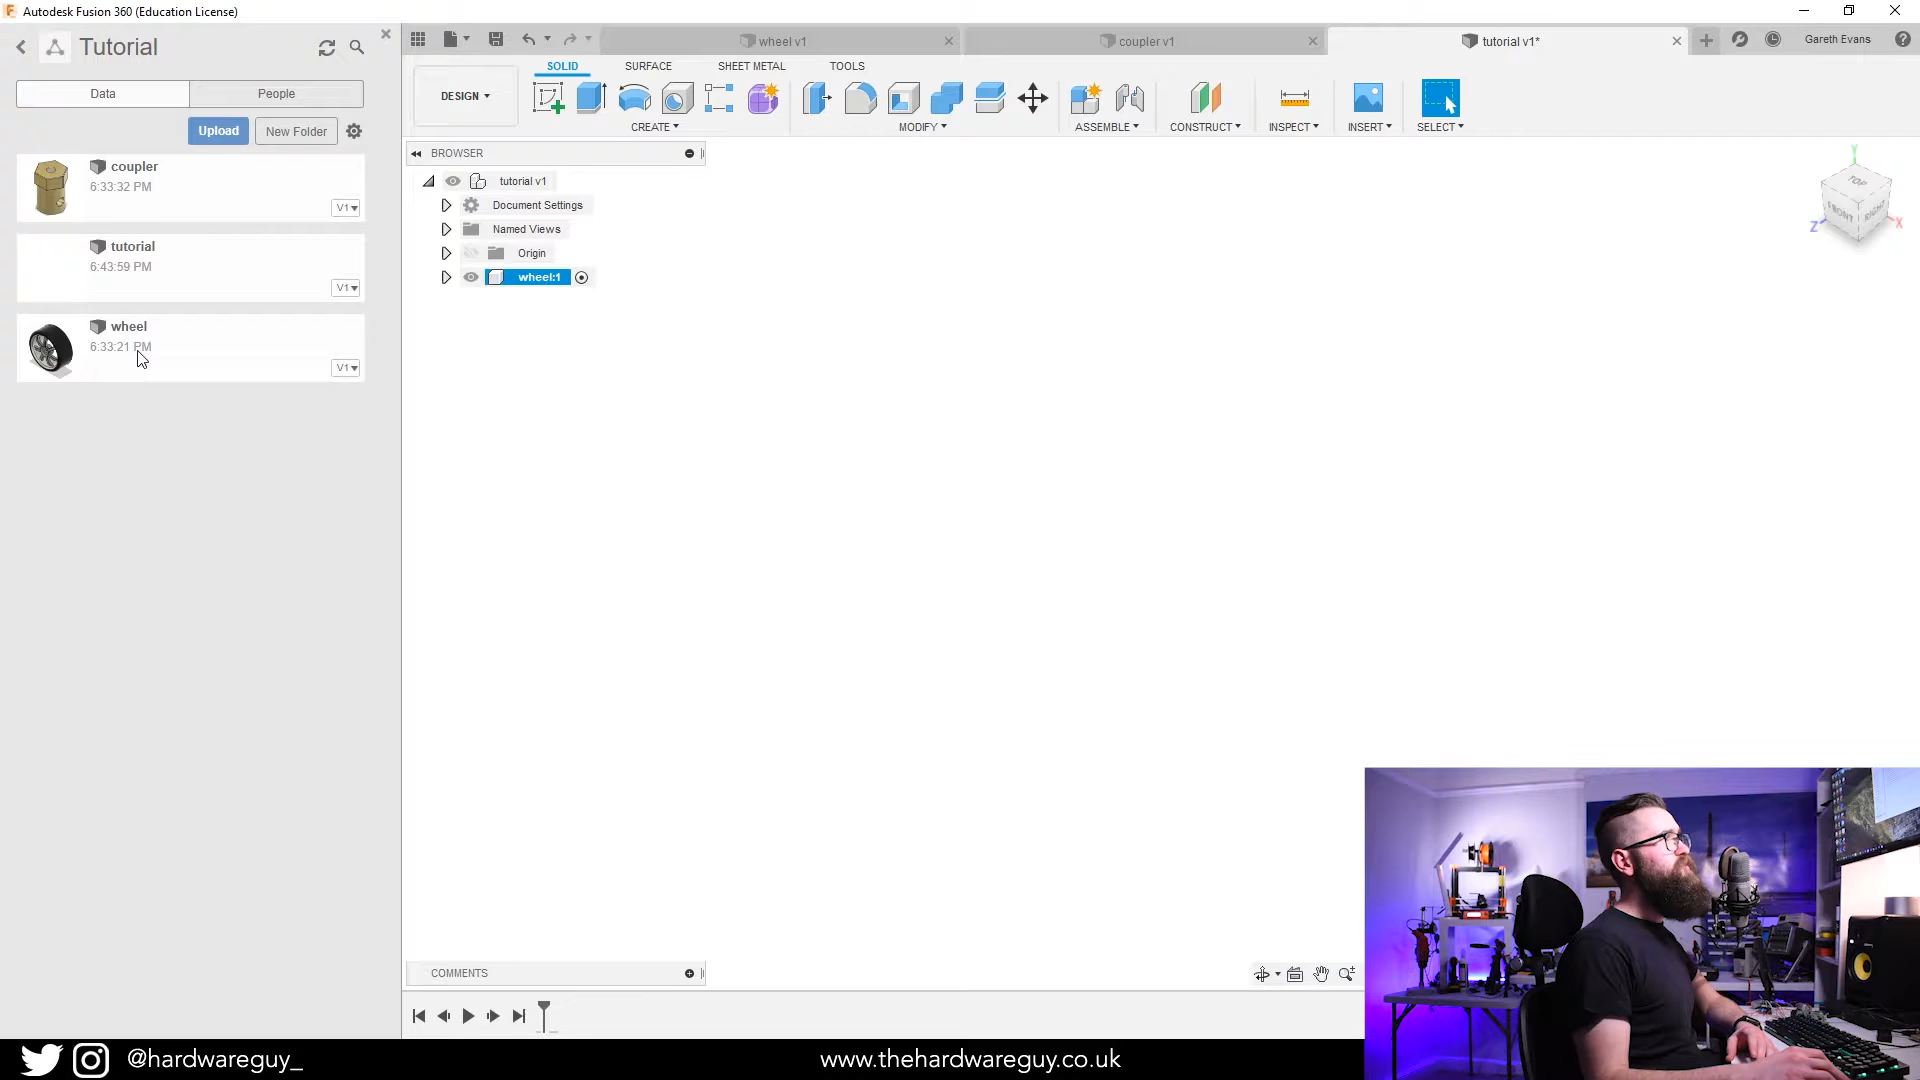 Autodesk Fusion 360 (Education License)
Tutorial
Data
People
Upload
New Folder
coupler
6:33:32 PM
V1
tutorial
6:43:59 PM
V1
wheel
6:33:21 PM
V1
wheel v1
coupler v1
tutorial v1*
Gareth Evans
SOLID
SURFACE
SHEET METAL
TOOLS
DESIGN
CREATE
MODIFY
ASSEMBLE
CONSTRUCT
INSPECT
INSERT
SELECT
BROWSER
tutorial v1
Document Settings
Named Views
Origin
wheel:1
Y
TOP
FRONT
RIGHT
Z
X
COMMENTS
@hardwareguy_
www.thehardwareguy.co.uk